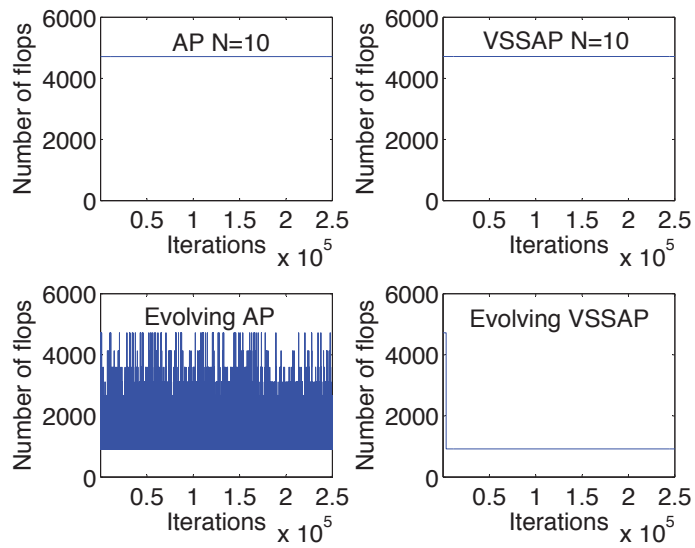 AP N=10
Number of flops
6000
4000
2000
0
0.5 1 1.5 2 2.5
Iterations
x 10^5
VSSAP N=10
Number of flops
6000
4000
2000
0
0.5 1 1.5 2 2.5
Iterations
x 10^5
Evolving AP
Number of flops
6000
4000
2000
0
0.5 1 1.5 2 2.5
Iterations
x 10^5
Evolving VSSAP
Number of flops
6000
4000
2000
0
0.5 1 1.5 2 2.5
Iterations
x 10^5